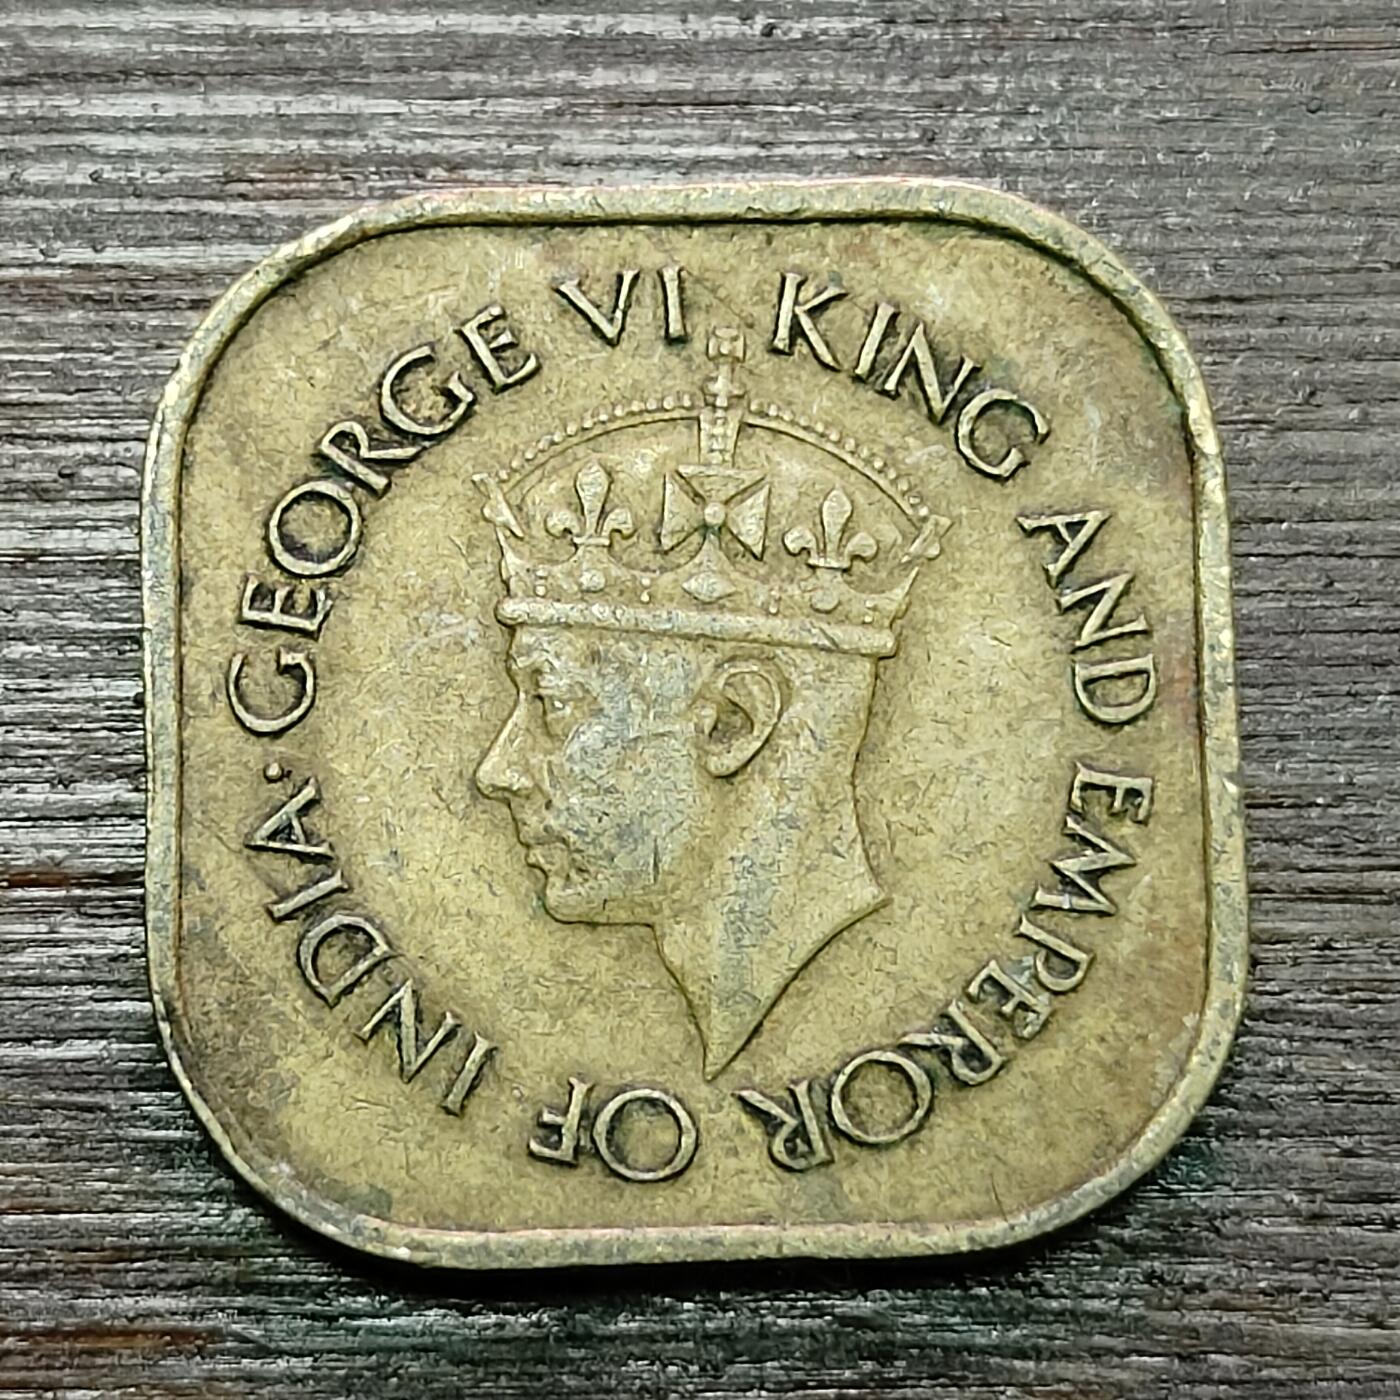 GEORGE VI KING AND EMPEROR OF INDIA·